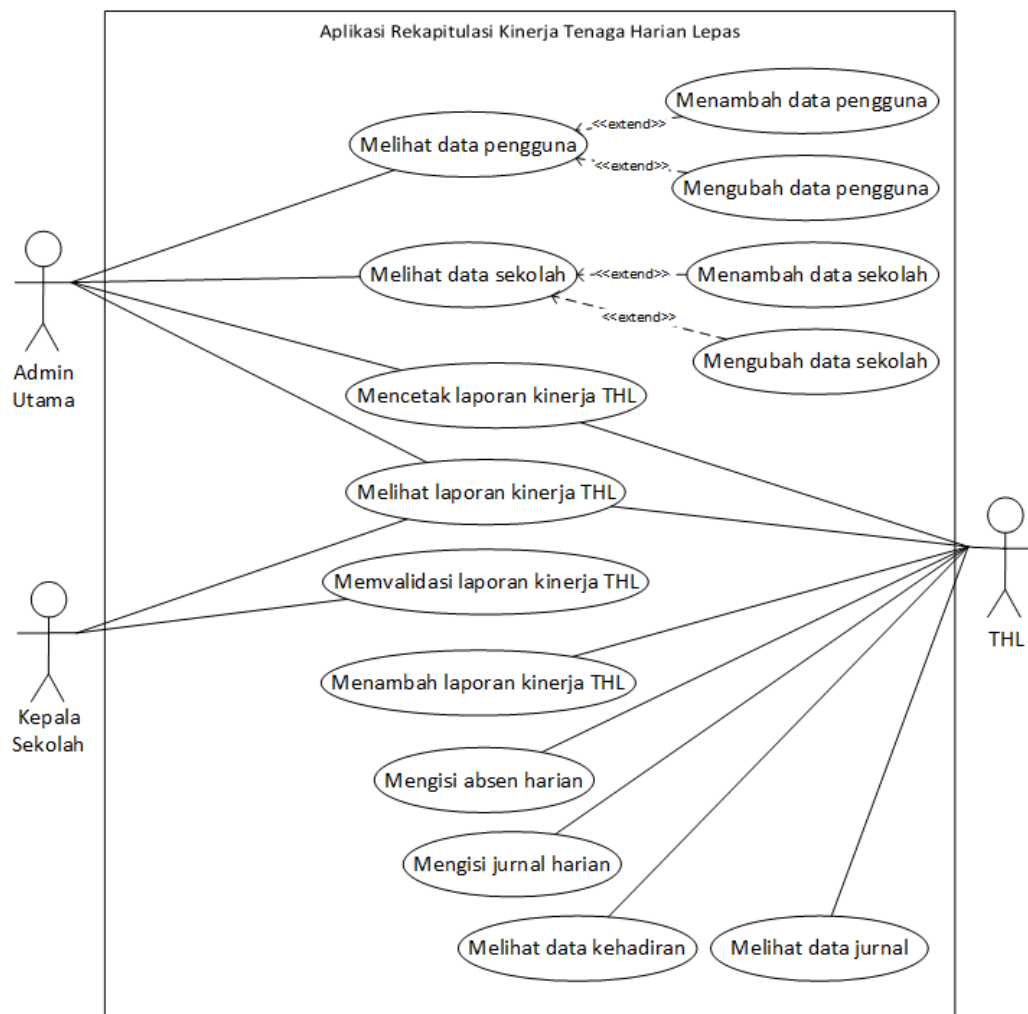 Aplikasi Rekapitulasi Kinerja Tenaga Harian Lepas
Menambah data pengguna
<<extend>>
Melihat data pengguna
<<extend>>
Mengubah data pengguna
Melihat data sekolah
<<extend>>
Menambah data sekolah
<<extend>>
Mengubah data sekolah
Admin
Utama
Mencetak laporan kinerja THL
Melihat laporan kinerja THL
Memvalidasi laporan kinerja THL
THL
Menambah laporan kinerja THL
Kepala
Sekolah
Mengisi absen harian
Mengisi jurnal harian
Melihat data kehadiran
Melihat data jurnal